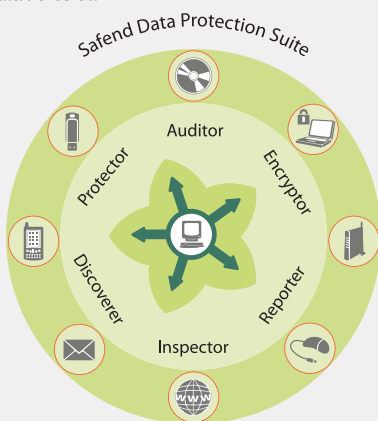 Safend Data Protection Suite
Auditor
Encryptor
Reporter
Inspector
Discoverer
Protector
www